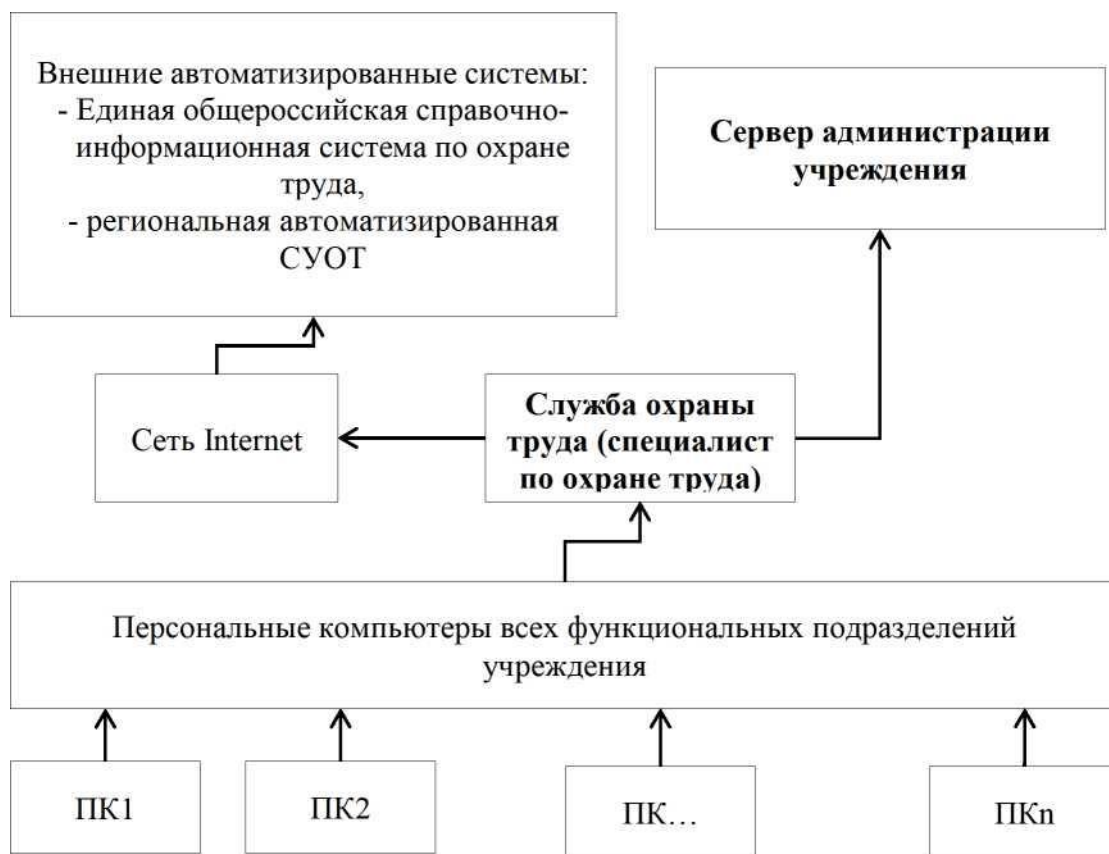 Внешние автоматизированные системы:
- Единая общероссийская справочно-
информационная система по охране
труда,
- региональная автоматизированная
СУОТ
Сервер администрации
учреждения
Сеть Internet
Служба охраны
труда (специалист
по охране труда)
Персональные компьютеры всех функциональных подразделений
учреждения
ПК1
ПК2
ПК…
ПКn